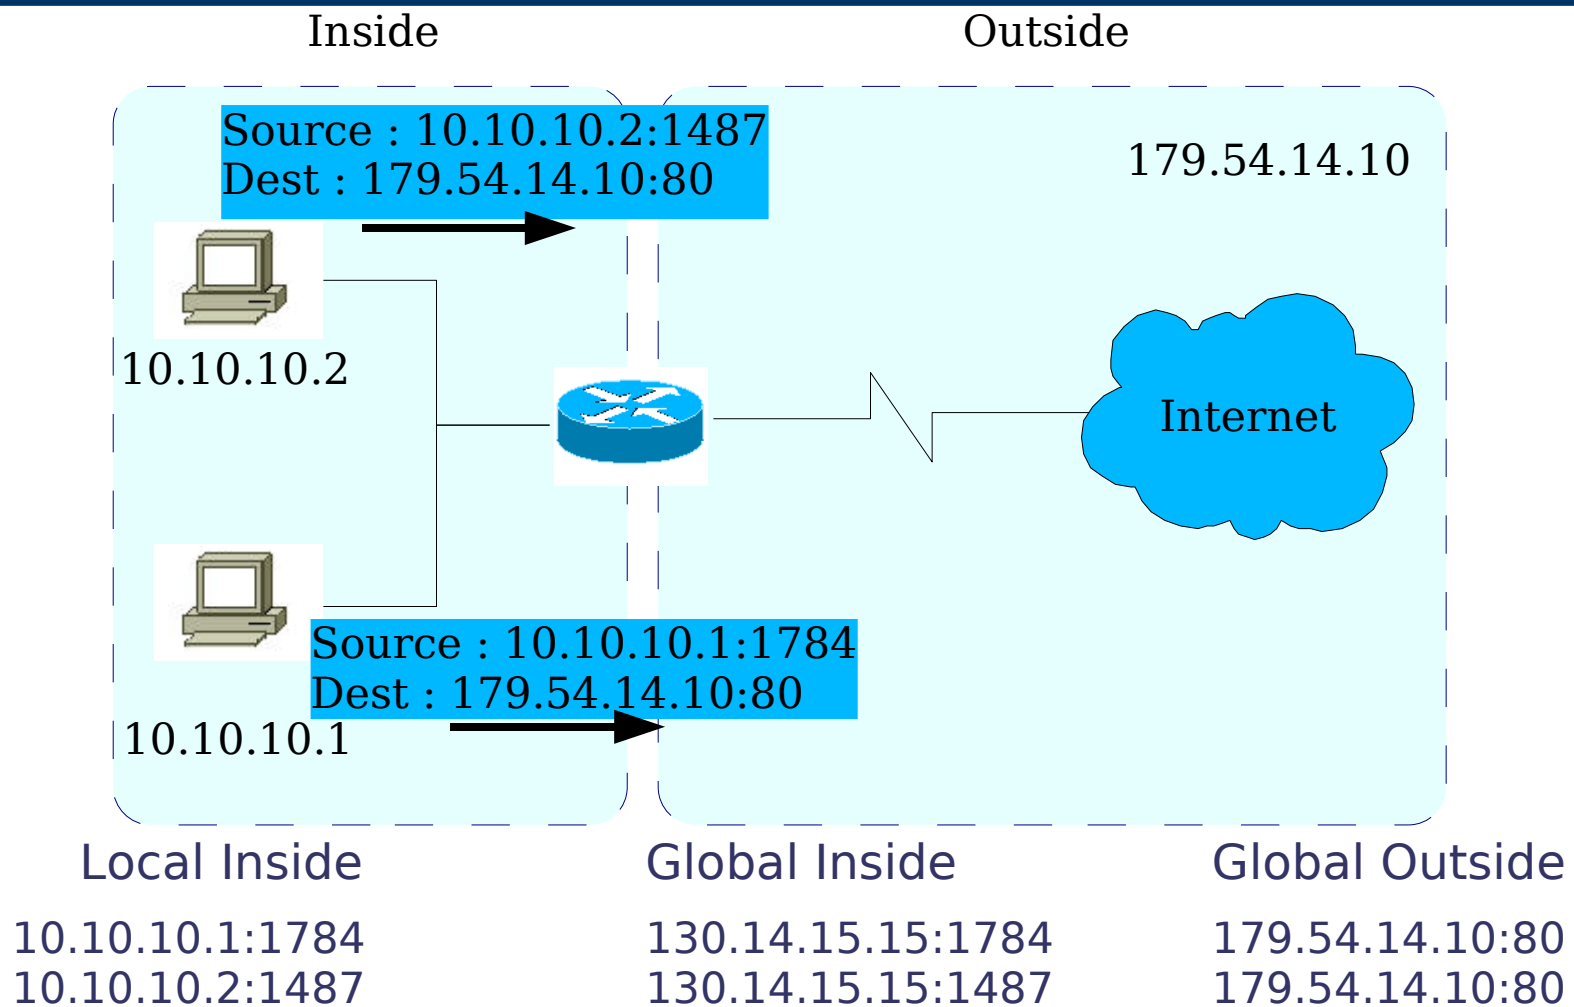 Inside
Outside
Source : 10.10.10.2:1487
Dest : 179.54.14.10:80
179.54.14.10
10.10.10.2
Internet
Source : 10.10.10.1:1784
Dest : 179.54.14.10:80
10.10.10.1
Local Inside
Global Inside
Global Outside
10.10.10.1:1784
130.14.15.15:1784
179.54.14.10:80
10.10.10.2:1487
130.14.15.15:1487
179.54.14.10:80